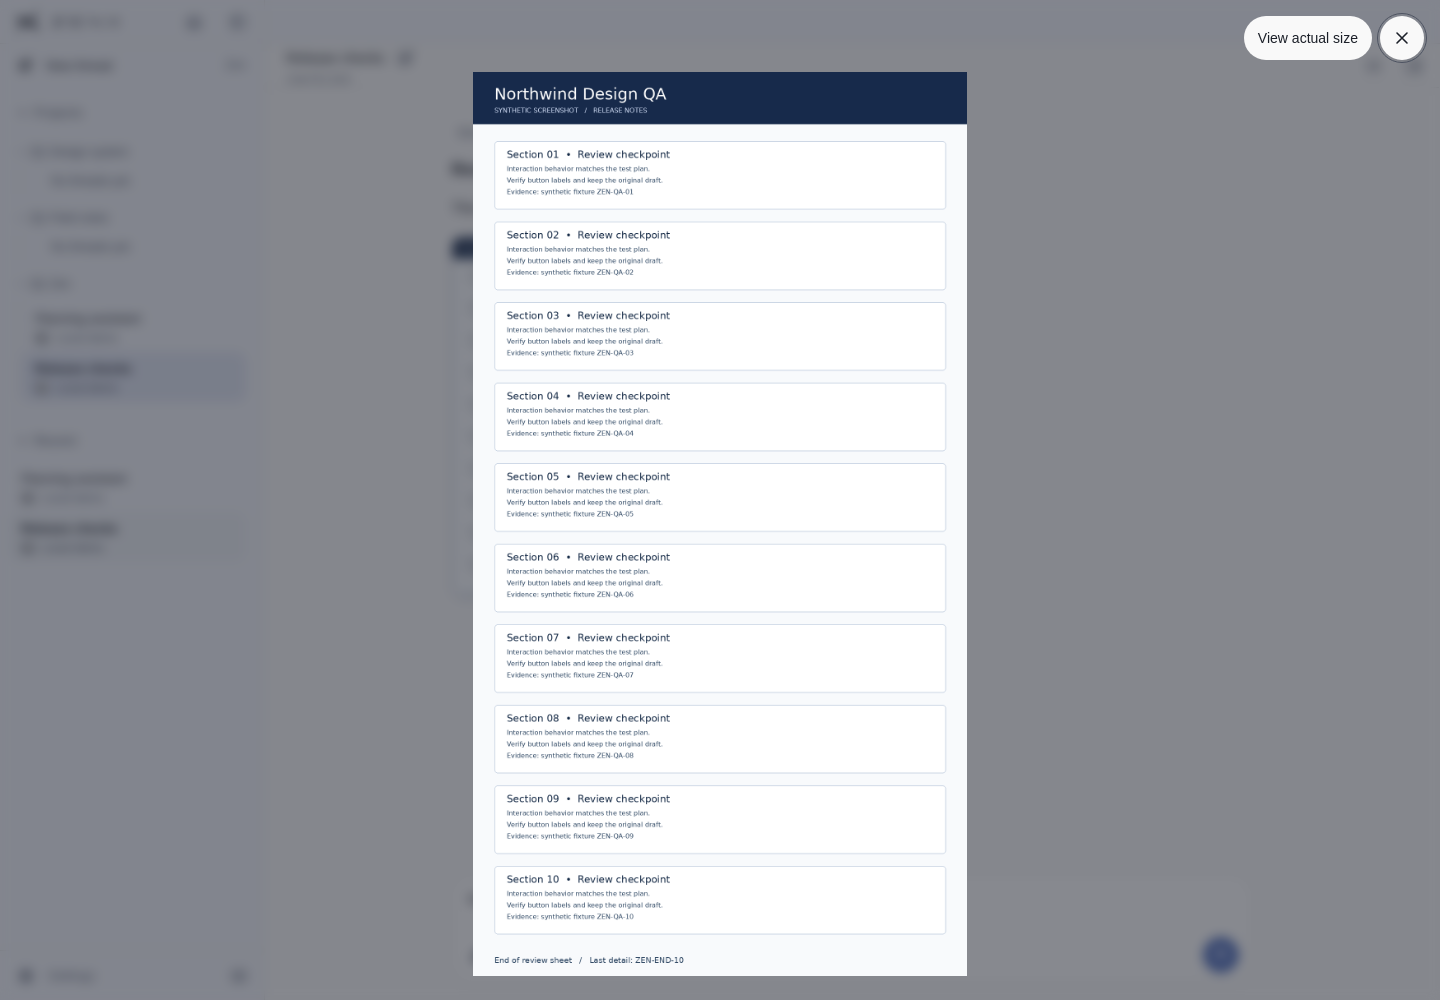 View actual size
Northwind Design QA
SYNTHETIC SCREENSHOT / RELEASE NOTES
Section 01 • Review checkpoint
Interaction behavior matches the test plan.
Verify button labels and keep the original draft.
Evidence: synthetic fixture ZEN-QA-01
Section 02 • Review checkpoint
Interaction behavior matches the test plan.
Verify button labels and keep the original draft.
Evidence: synthetic fixture ZEN-QA-02
Section 03 • Review checkpoint
Interaction behavior matches the test plan.
Verify button labels and keep the original draft.
Evidence: synthetic fixture ZEN-QA-03
Section 04 • Review checkpoint
Interaction behavior matches the test plan.
Verify button labels and keep the original draft.
Evidence: synthetic fixture ZEN-QA-04
Section 05 • Review checkpoint
Interaction behavior matches the test plan.
Verify button labels and keep the original draft.
Evidence: synthetic fixture ZEN-QA-05
Section 06 • Review checkpoint
Interaction behavior matches the test plan.
Verify button labels and keep the original draft.
Evidence: synthetic fixture ZEN-QA-06
Section 07 • Review checkpoint
Interaction behavior matches the test plan.
Verify button labels and keep the original draft.
Evidence: synthetic fixture ZEN-QA-07
Section 08 • Review checkpoint
Interaction behavior matches the test plan.
Verify button labels and keep the original draft.
Evidence: synthetic fixture ZEN-QA-08
Section 09 • Review checkpoint
Interaction behavior matches the test plan.
Verify button labels and keep the original draft.
Evidence: synthetic fixture ZEN-QA-09
Section 10 • Review checkpoint
Interaction behavior matches the test plan.
Verify button labels and keep the original draft.
Evidence: synthetic fixture ZEN-QA-10
End of review sheet / Last detail: ZEN-END-10